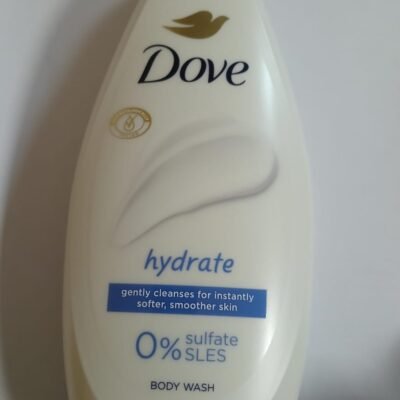 Dove
hydrate
gently cleanses for instantly
softer, smoother skin
0% sulfate
SLES
BODY WASH